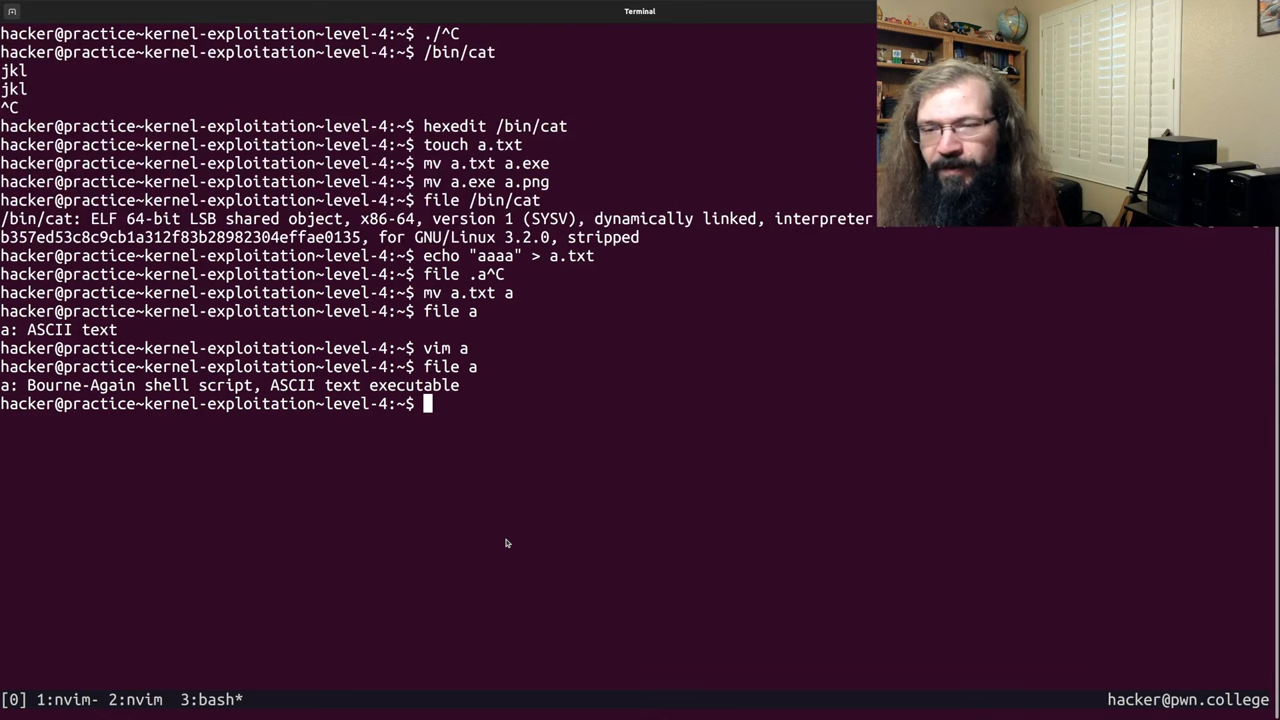 Terminal
hacker@practice~kernel-exploitation~level-4:~$ ./^C
hacker@practice~kernel-exploitation~level-4:~$ /bin/cat
jkl
jkl
^C
hacker@practice~kernel-exploitation~level-4:~$ hexedit /bin/cat
hacker@practice~kernel-exploitation~level-4:~$ touch a.txt
hacker@practice~kernel-exploitation~level-4:~$ mv a.txt a.exe
hacker@practice~kernel-exploitation~level-4:~$ mv a.exe a.png
hacker@practice~kernel-exploitation~level-4:~$ file /bin/cat
/bin/cat: ELF 64-bit LSB shared object, x86-64, version 1 (SYSV), dynamically linked, interpreter
b357ed53c8c9cb1a312f83b28982304effae0135, for GNU/Linux 3.2.0, stripped
hacker@practice~kernel-exploitation~level-4:~$ echo "aaaa" > a.txt
hacker@practice~kernel-exploitation~level-4:~$ file .a^C
hacker@practice~kernel-exploitation~level-4:~$ mv a.txt a
hacker@practice~kernel-exploitation~level-4:~$ file a
a: ASCII text
hacker@practice~kernel-exploitation~level-4:~$ vim a
hacker@practice~kernel-exploitation~level-4:~$ file a
a: Bourne-Again shell script, ASCII text executable
hacker@practice~kernel-exploitation~level-4:~$
[0] 1:nvim- 2:nvim  3:bash* hacker@pwn.college